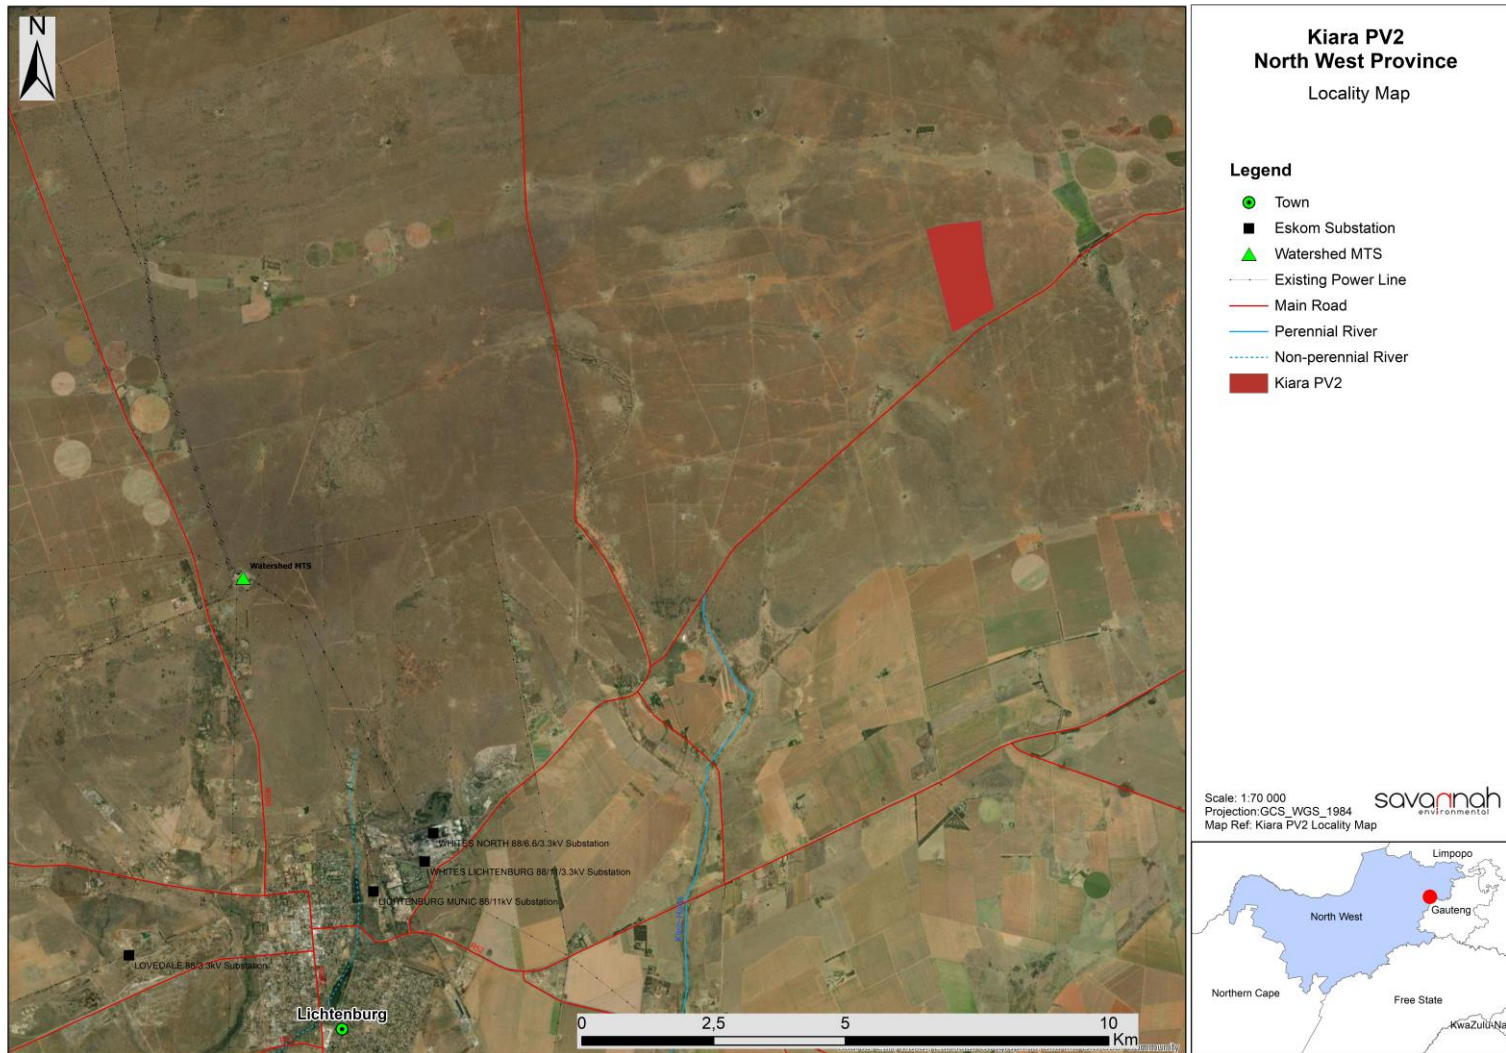 N
Watershed MTS
WHITES NORTH 88/6.6/3.3kV Substation
WHITES LICHTENBURG 88/11/3.3kV Substation
LICHTENBURG MUNIC 88/11kV Substation
LOVEDALE 88/3.3kV Substation
Lichtenburg
0 2,5 5 10
Km
Kiara PV2
North West Province
Locality Map
Legend
Town
Eskom Substation
Watershed MTS
Existing Power Line
Main Road
Perennial River
Non-perennial River
Kiara PV2
Scale: 1:70 000
Projection:GCS_WGS_1984
Map Ref: Kiara PV2 Locality Map
savannah
environmental
Limpopo
North West
Gauteng
Northern Cape
Free State
KwaZulu-Na